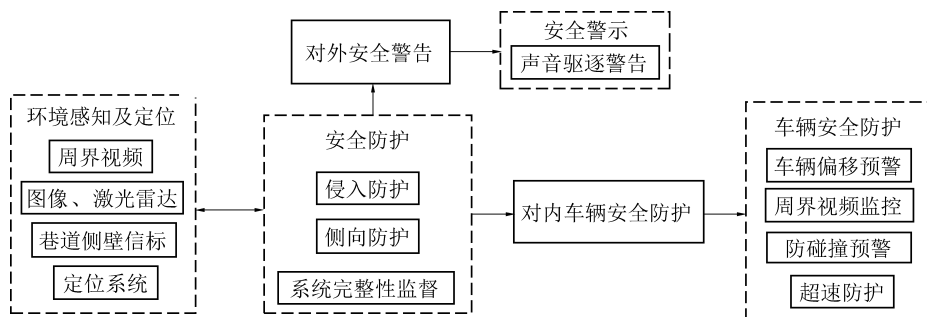 对外安全警告
安全警示
声音驱逐警告
环境感知及定位
周界视频
图像、激光雷达
巷道侧壁信标
定位系统
安全防护
侵入防护
侧向防护
系统完整性监督
对内车辆安全防护
车辆安全防护
车辆偏移预警
周界视频监控
防碰撞预警
超速防护